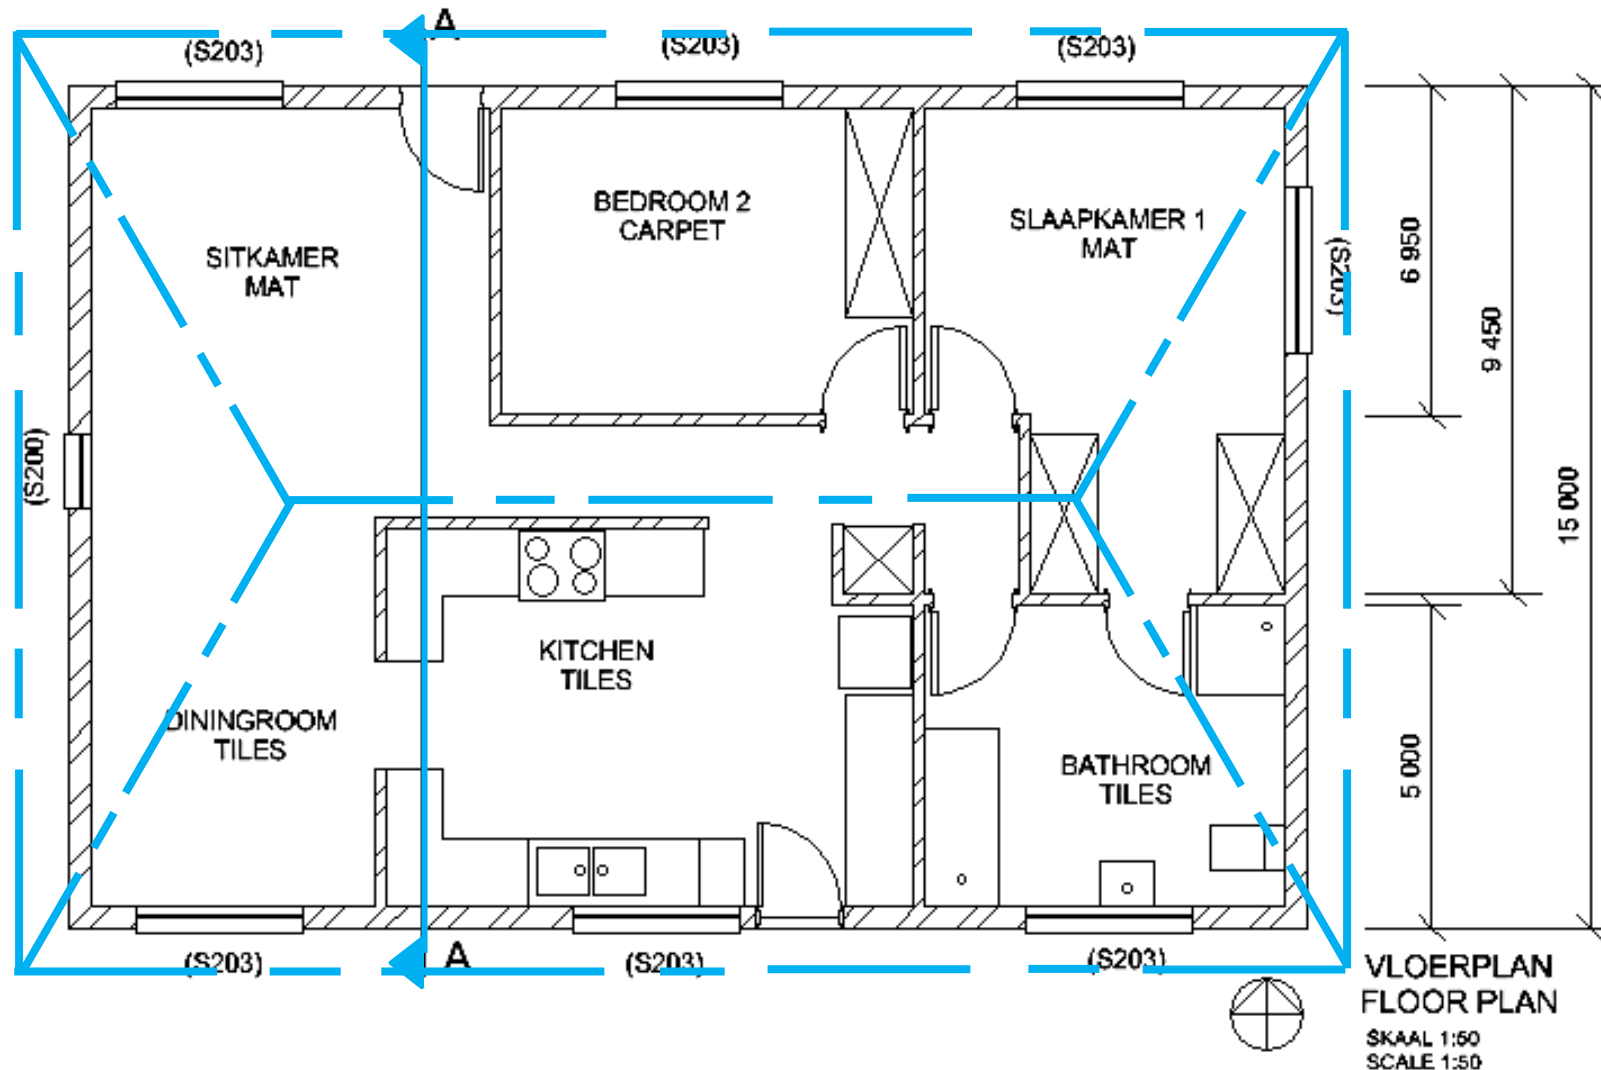 A
(S203)
(S203)
(S203)
BEDROOM 2
CARPET
SLAAPKAMER 1
MAT
SITKAMER
MAT
(S203)
6 950
9 450
15 000
(S200)
KITCHEN
TILES
DININGROOM
TILES
BATHROOM
TILES
5 000
(S203)
A
(S203)
(S203)
VLOERPLAN
FLOOR PLAN
SKAAL 1:50
SCALE 1:50